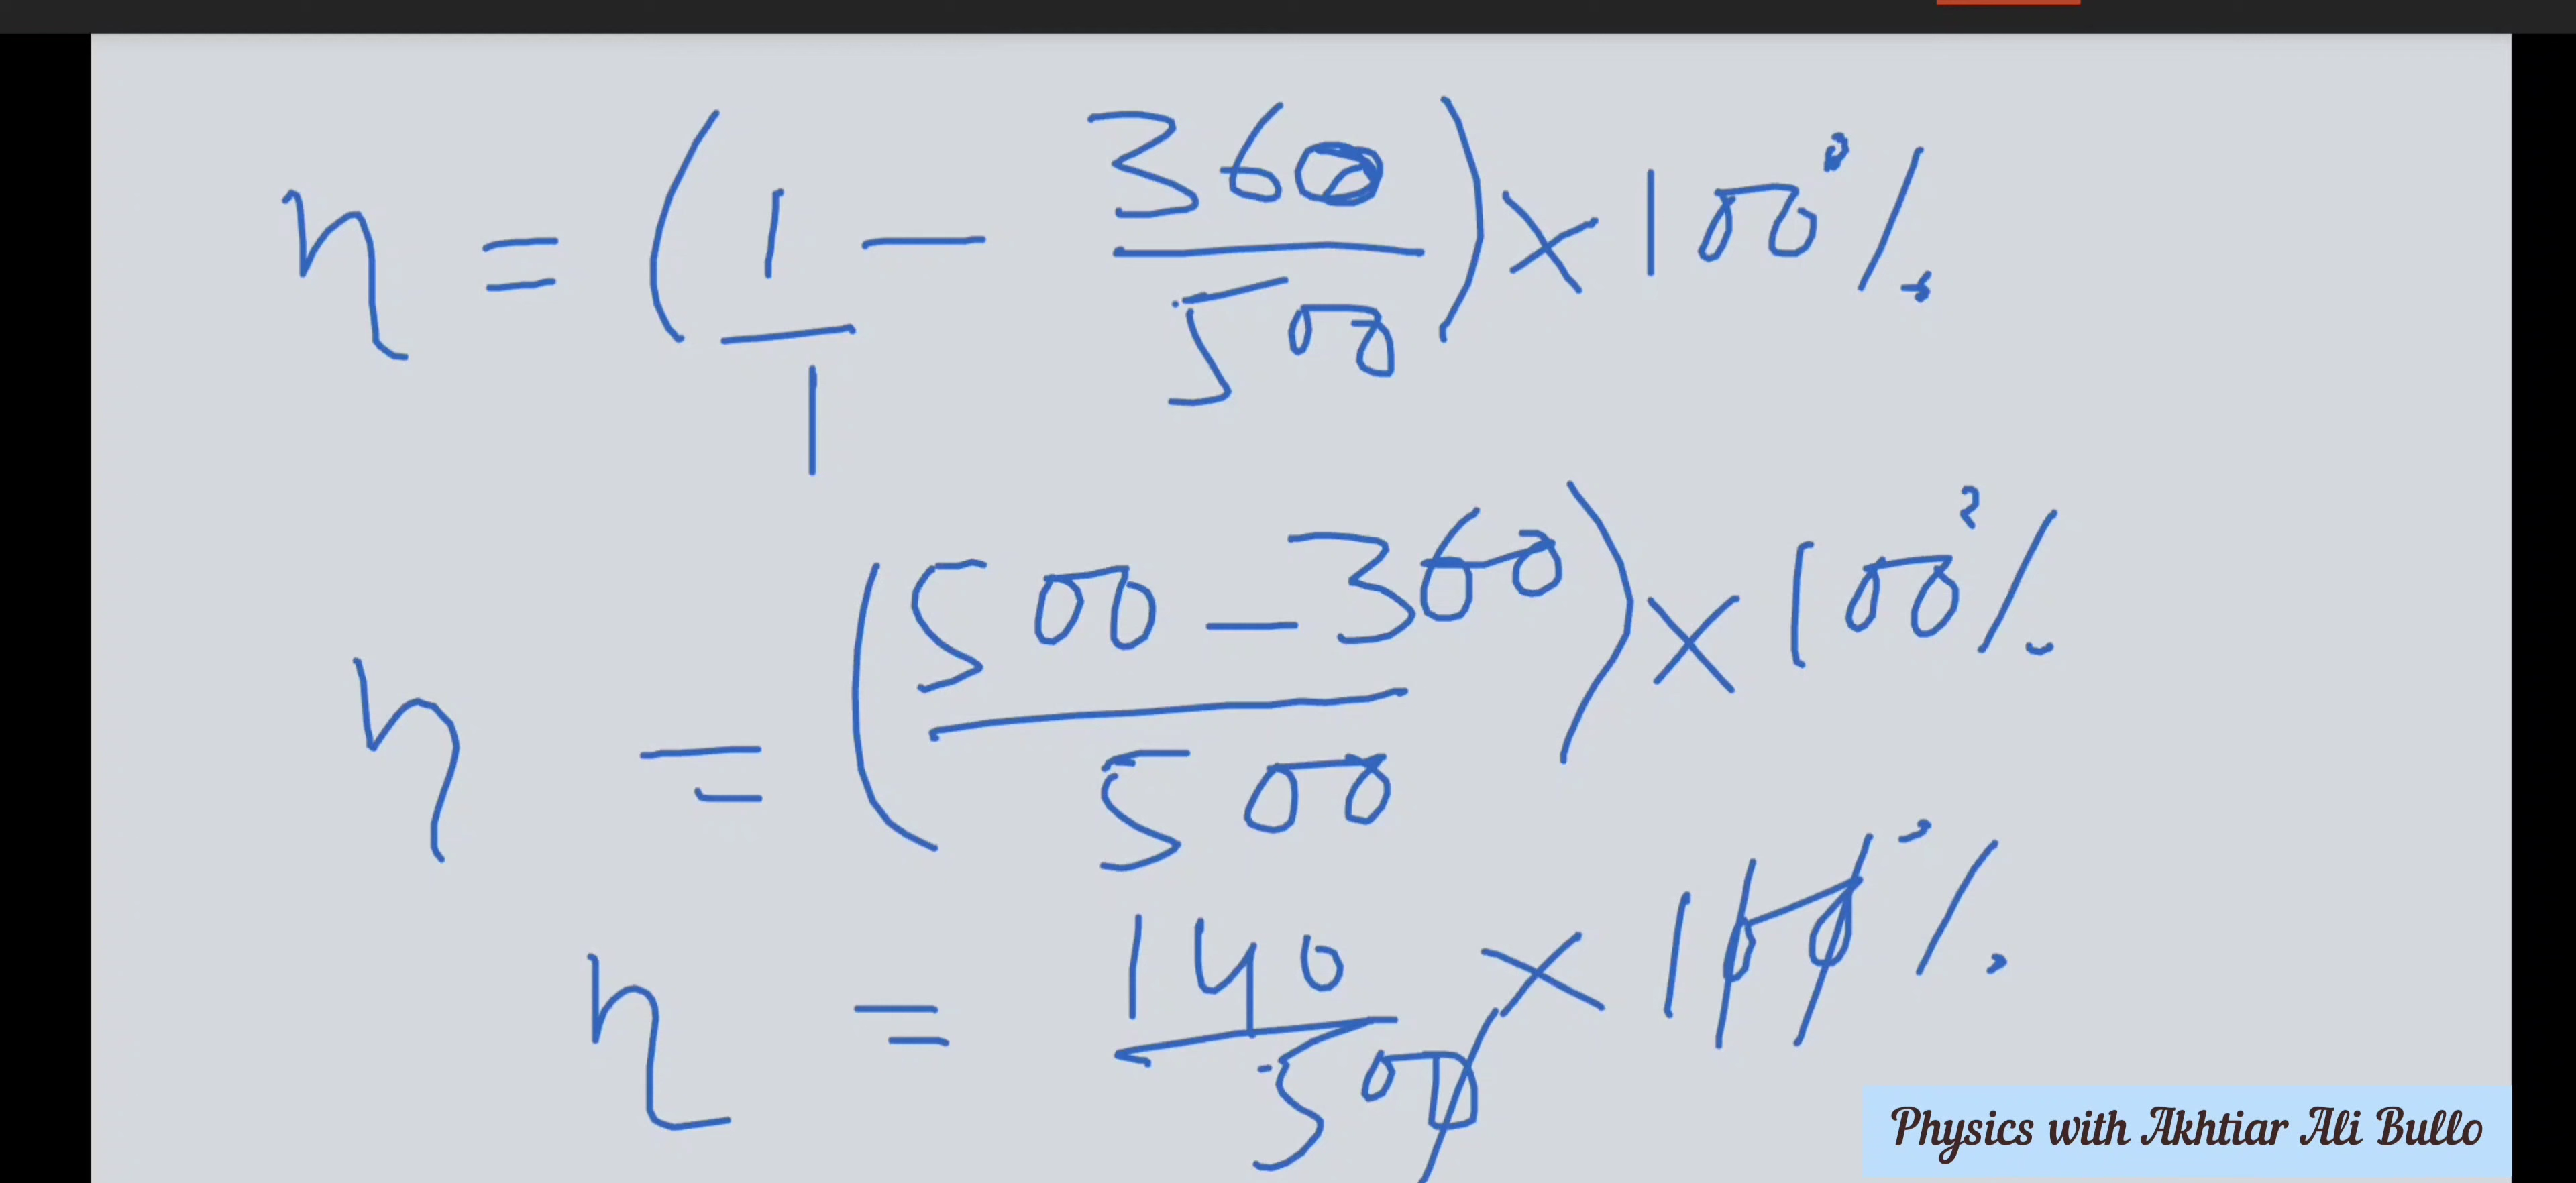 η = (1/1 − 360/500) × 100%
η = (500 − 360 / 500) × 100%
η = 140/500 × 100%
Physics with Akhtiar Ali Bullo